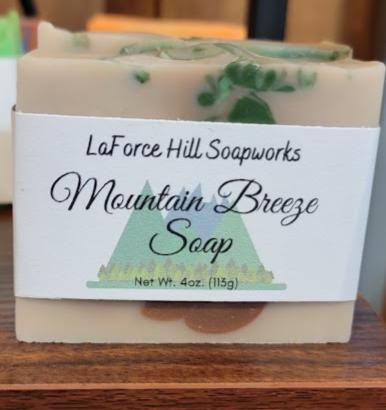 LaForce Hill Soapworks
Mountain Breeze
Soap
Net Wt. 4oz. (113g)